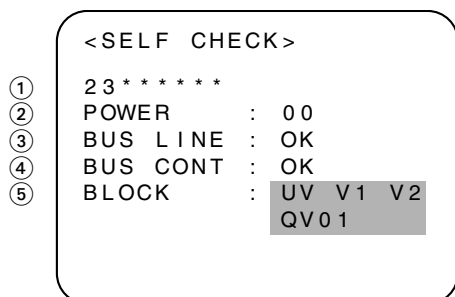 <SELF CHECK>
① 23******
② POWER : 00
③ BUS LINE : OK
④ BUS CONT : OK
⑤ BLOCK : UV V1 V2
QV01